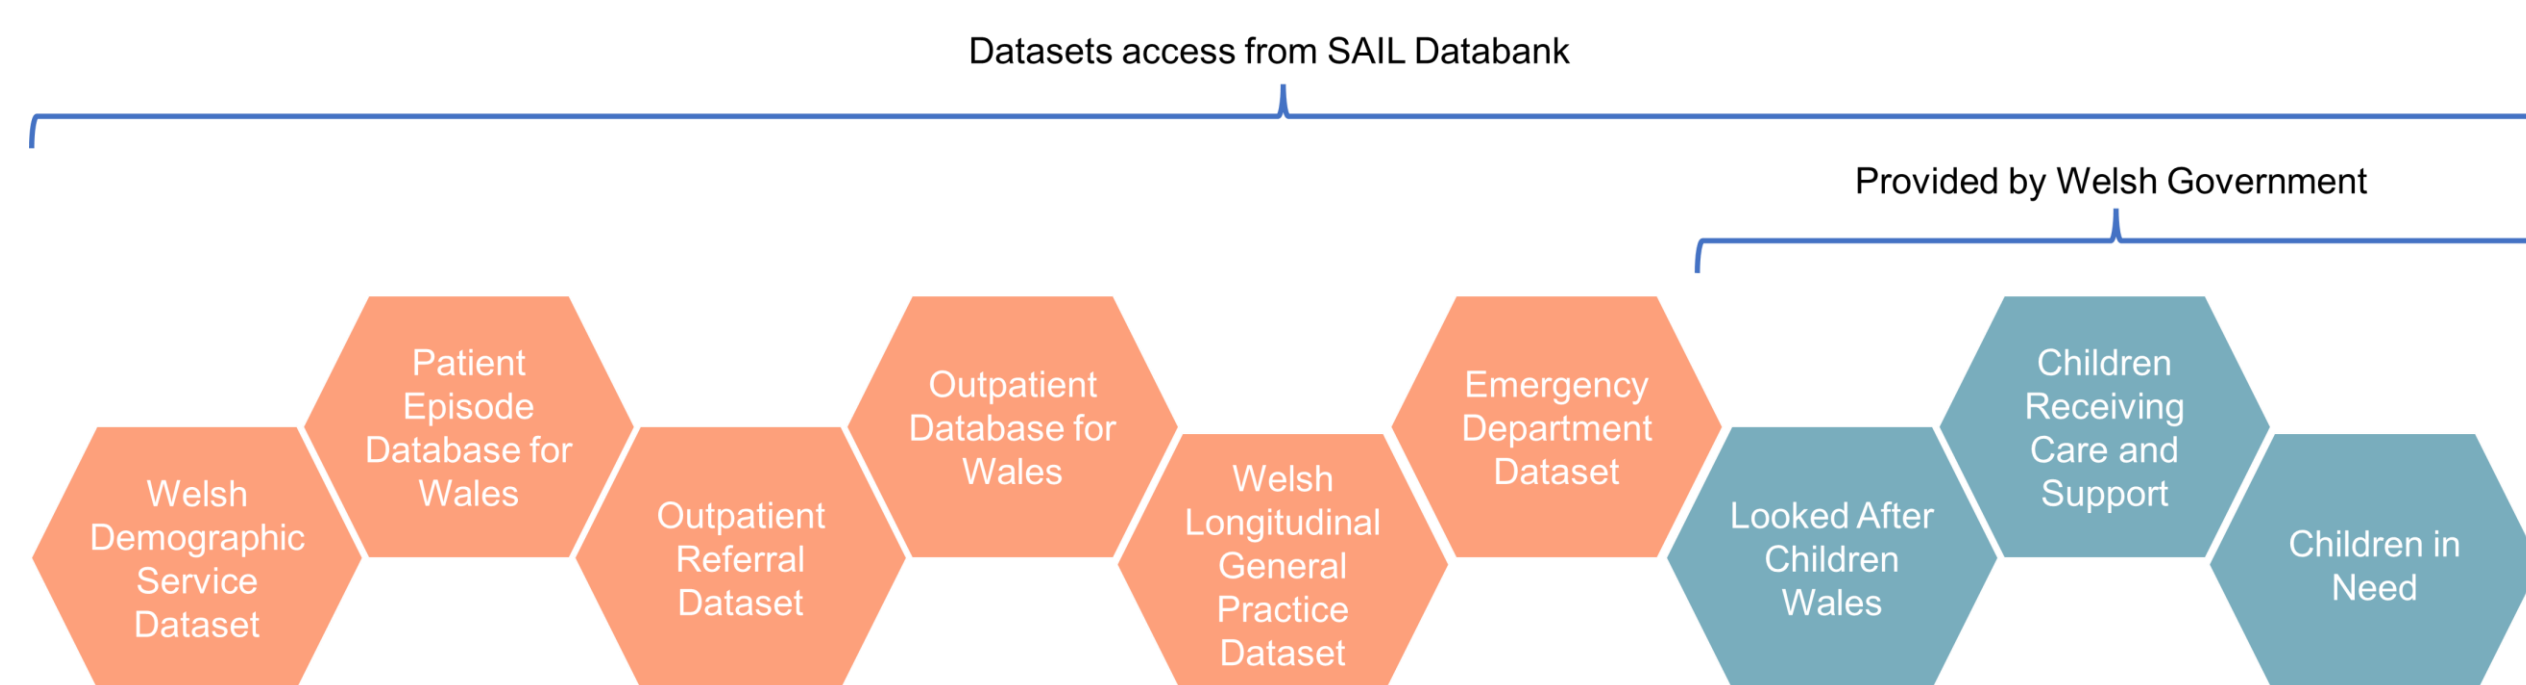 Datasets access from SAIL Databank
Provided by Welsh Government
Welsh
Demographic
Service
Dataset
Patient
Episode
Database for
Wales
Outpatient
Referral
Dataset
Outpatient
Database for
Wales
Welsh
Longitudinal
General
Practice
Dataset
Emergency
Department
Dataset
Looked After
Children
Wales
Children
Receiving
Care and
Support
Children in
Need